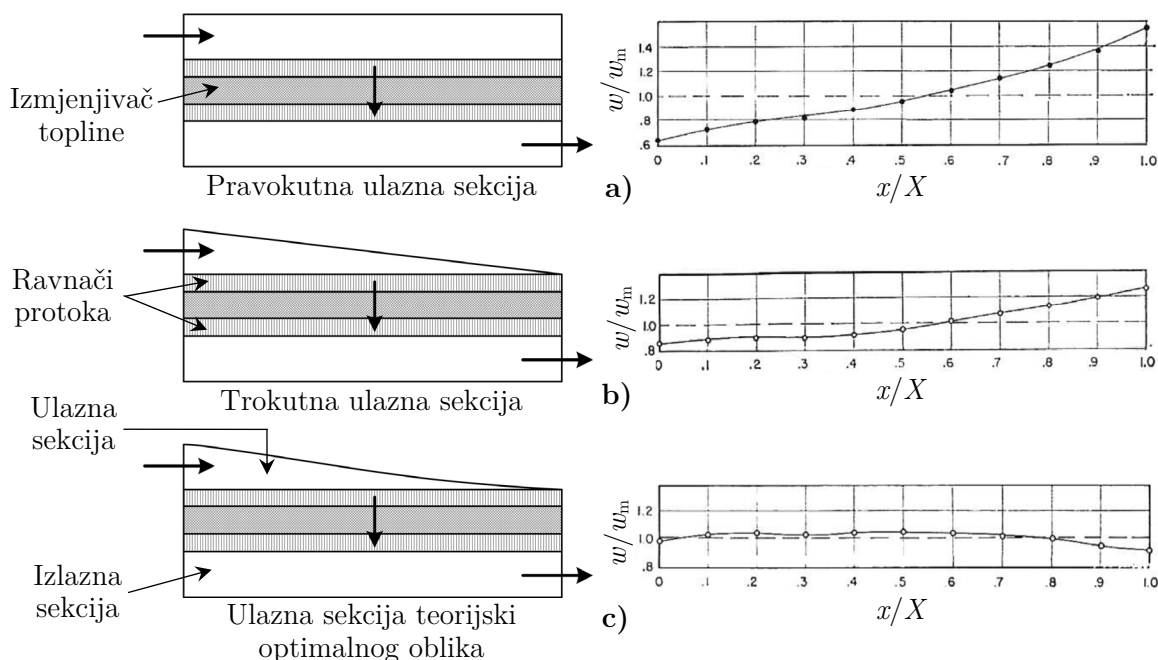 Izmjenjivač
topline
Pravokutna ulazna sekcija
a)
w/wm
1.4
1.2
1.0
.8
.6
0 .1 .2 .3 .4 .5 .6 .7 .8 .9 1.0
x/X
Ravnači
protoka
Trokutna ulazna sekcija
b)
w/wm
1.2
1.0
.8
0 .1 .2 .3 .4 .5 .6 .7 .8 .9 1.0
x/X
Ulazna
sekcija
Izlazna
sekcija
Ulazna sekcija teorijski
optimalnog oblika
c)
w/wm
1.2
1.0
.8
0 .1 .2 .3 .4 .5 .6 .7 .8 .9 1.0
x/X